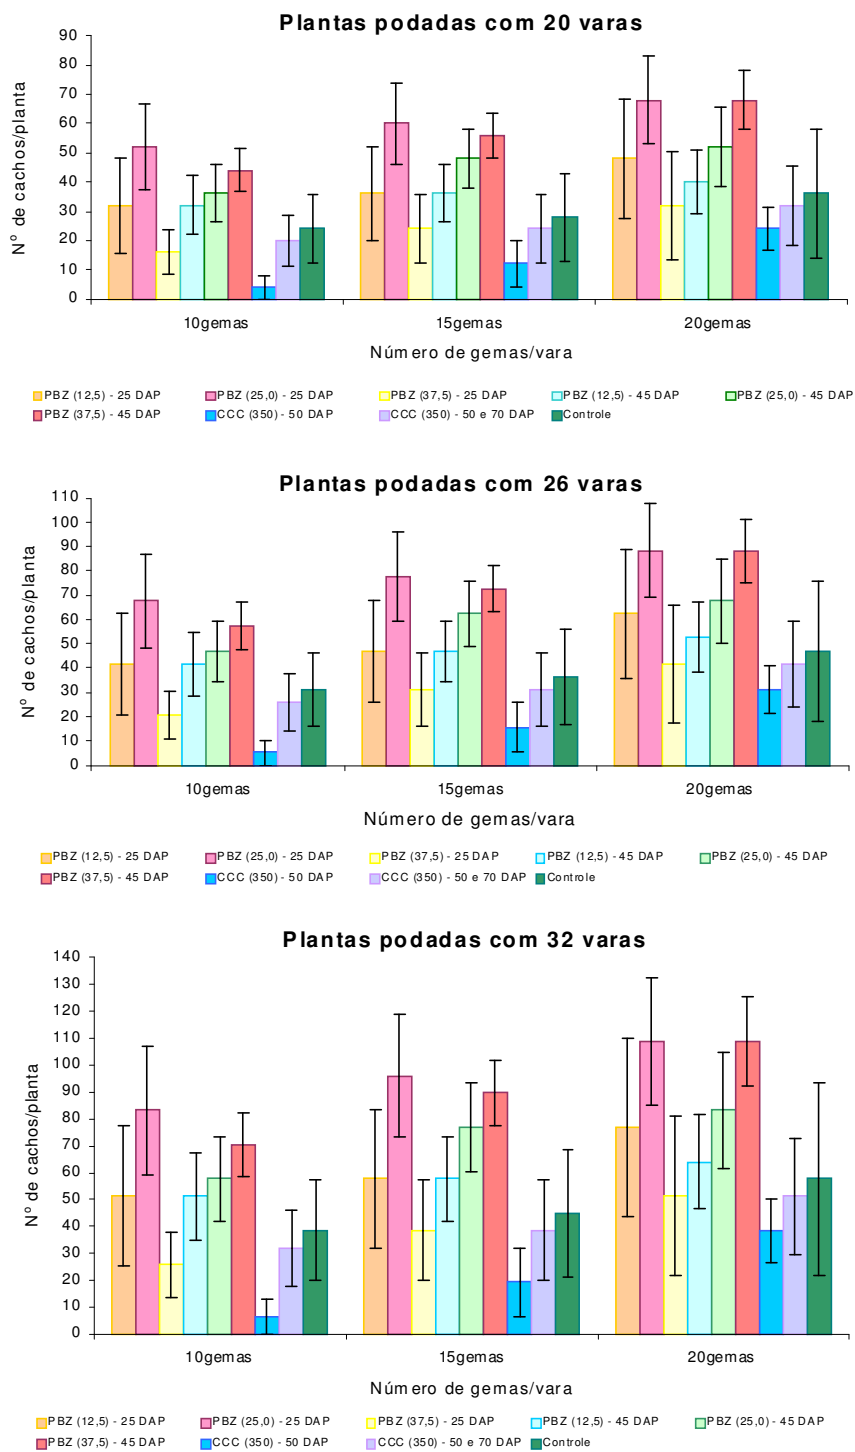 Plantas podadas com 20 varas
Nº de cachos/planta
90
80
70
60
50
40
30
20
10
0
10gemas 15gemas 20gemas
Número de gemas/vara
PBZ (12,5) - 25 DAP PBZ (25,0) - 25 DAP PBZ (37,5) - 25 DAP PBZ (12,5) - 45 DAP PBZ (25,0) - 45 DAP
PBZ (37,5) - 45 DAP CCC (350) - 50 DAP CCC (350) - 50 e 70 DAP Controle
Plantas podadas com 26 varas
Nº de cachos/planta
110
100
90
80
70
60
50
40
30
20
10
0
10gemas 15gemas 20gemas
Número de gemas/vara
PBZ (12,5) - 25 DAP PBZ (25,0) - 25 DAP PBZ (37,5) - 25 DAP PBZ (12,5) - 45 DAP PBZ (25,0) - 45 DAP
PBZ (37,5) - 45 DAP CCC (350) - 50 DAP CCC (350) - 50 e 70 DAP Controle
Plantas podadas com 32 varas
Nº de cachos/planta
140
130
120
110
100
90
80
70
60
50
40
30
20
10
0
10gemas 15gemas 20gemas
Número de gemas/vara
PBZ (12,5) - 25 DAP PBZ (25,0) - 25 DAP PBZ (37,5) - 25 DAP PBZ (12,5) - 45 DAP PBZ (25,0) - 45 DAP
PBZ (37,5) - 45 DAP CCC (350) - 50 DAP CCC (350) - 50 e 70 DAP Controle